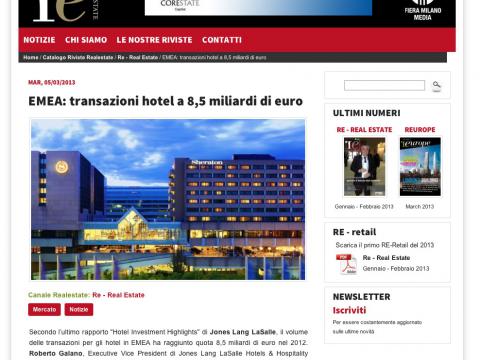 re
ESTATE
CORESTATE
Capital
FIERA MILANO
MEDIA
NOTIZIE CHI SIAMO LE NOSTRE RIVISTE CONTATTI
Home / Catalogo Riviste Realestate / Re - Real Estate / EMEA: transazioni hotel a 8,5 miliardi di euro
MAR, 05/03/2013
EMEA: transazioni hotel a 8,5 miliardi di euro
Sheraton
Canale Realestate: Re - Real Estate
Mercato Notizie
Secondo l'ultimo rapporto "Hotel Investment Highlights" di Jones Lang LaSalle, il volume
delle transazioni per gli hotel in EMEA ha raggiunto quota 8,5 miliardi di euro nel 2012.
Roberto Galano, Executive Vice President di Jones Lang LaSalle Hotels & Hospitality
ULTIMI NUMERI
RE - REAL ESTATE REUROPE
re
reurope
Gennaio - Febbraio 2013 March 2013
RE - retail
Scarica il primo RE-Retail del 2013
PDF
Re - Real Estate
Gennaio - Febbraio 2013
NEWSLETTER
Iscriviti
Per essere costantemente aggiornato
sulle ultime novità